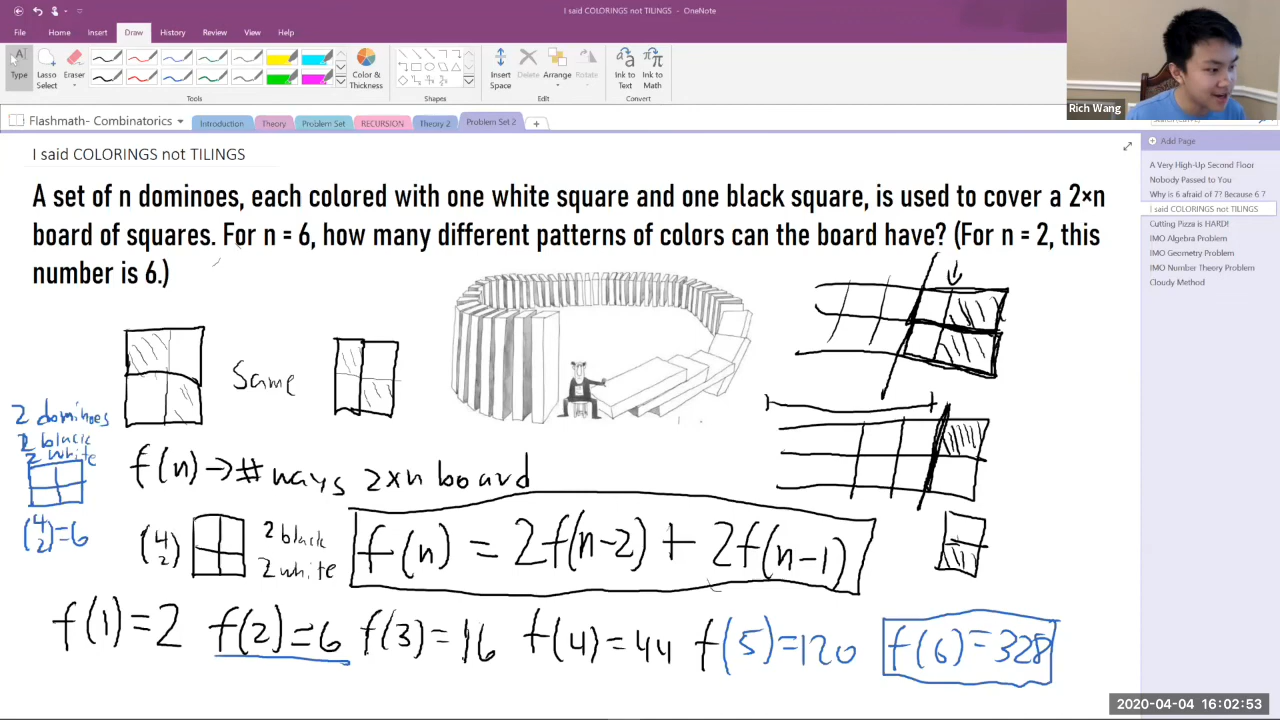 I said COLORINGS not TILINGS - OneNote
File Home Insert Draw History Review View Help
Type
Lasso Select
Eraser
Color & Thickness
Insert Space
Delete
Arrange
Rotate
Ink to Text
Ink to Math
Tools
Shapes
Edit
Convert
Rich Wang
Flashmath- Combinatorics
Introduction Theory Problem Set RECURSION Theory 2 Problem Set 2
Add Page
A Very High-Up Second Floor
Nobody Passed to You
Why is 6 afraid of 7? Because 6 ?
I said COLORINGS not TILINGS
Cutting Pizza is HARD!
IMO Algebra Problem
IMO Geometry Problem
IMO Number Theory Problem
Cloudy Method
I said COLORINGS not TILINGS
A set of n dominoes, each colored with one white square and one black square, is used to cover a 2×n
board of squares. For n = 6, how many different patterns of colors can the board have? (For n = 2, this
number is 6.)
Same
2 dominoes
2 black
2 white
(4 2)=6
f(n) → # ways 2×n board
(4 2)
2 black
2 white
f(n) = 2f(n-2) + 2f(n-1)
f(1)=2 f(2)=6 f(3)=16 f(4)=44 f(5)=120 f(6)=328
2020-04-04 16:02:53